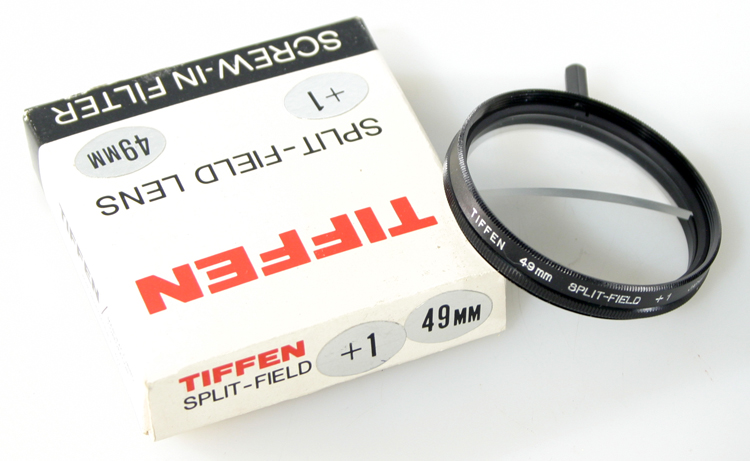 SCREW-IN FILTER
+1
49MM
SPLIT-FIELD LENS
TIFFEN
TIFFEN
SPLIT-FIELD
+1
49MM
TIFFEN 49mm SPLIT-FIELD +1